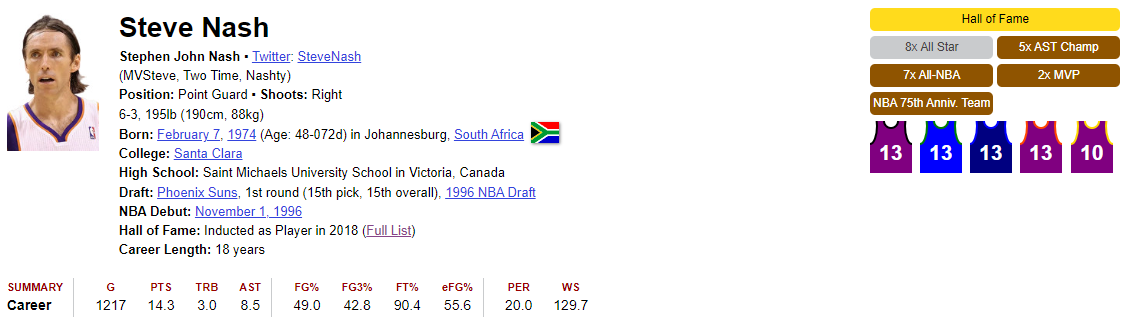 Steve Nash
Stephen John Nash ▪ Twitter: SteveNash
(MVSteve, Two Time, Nashty)
Position: Point Guard ▪ Shoots: Right
6-3, 195lb (190cm, 88kg)
Born: February 7, 1974 (Age: 48-072d) in Johannesburg, South Africa
College: Santa Clara
High School: Saint Michaels University School in Victoria, Canada
Draft: Phoenix Suns, 1st round (15th pick, 15th overall), 1996 NBA Draft
NBA Debut: November 1, 1996
Hall of Fame: Inducted as Player in 2018 (Full List)
Career Length: 18 years
Hall of Fame
8x All Star 5x AST Champ
7x All-NBA 2x MVP
NBA 75th Anniv. Team
13 13 13 13 10
SUMMARY G PTS TRB AST FG% FG3% FT% eFG% PER WS
Career 1217 14.3 3.0 8.5 49.0 42.8 90.4 55.6 20.0 129.7